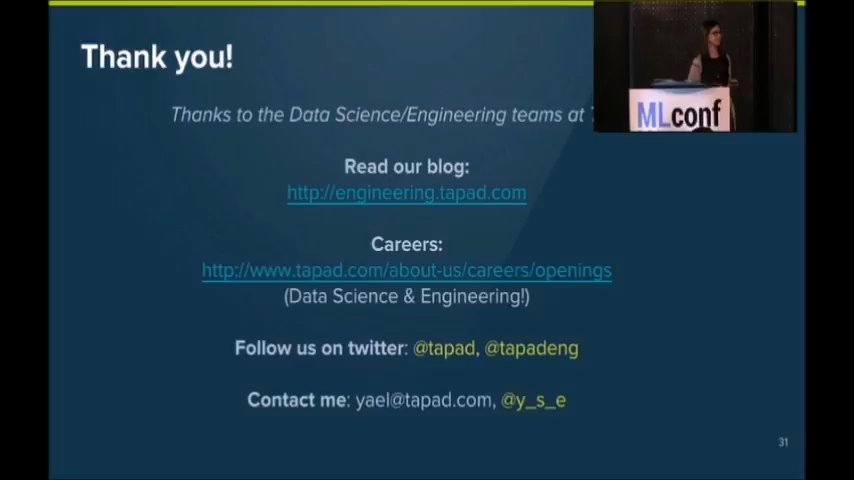 Thank you!
Thanks to the Data Science/Engineering teams at
MLconf
Read our blog:
http://engineering.tapad.com
Careers:
http://www.tapad.com/about-us/careers/openings
(Data Science & Engineering!)
Follow us on twitter: @tapad, @tapadeng
Contact me: yael@tapad.com, @y_s_e
31